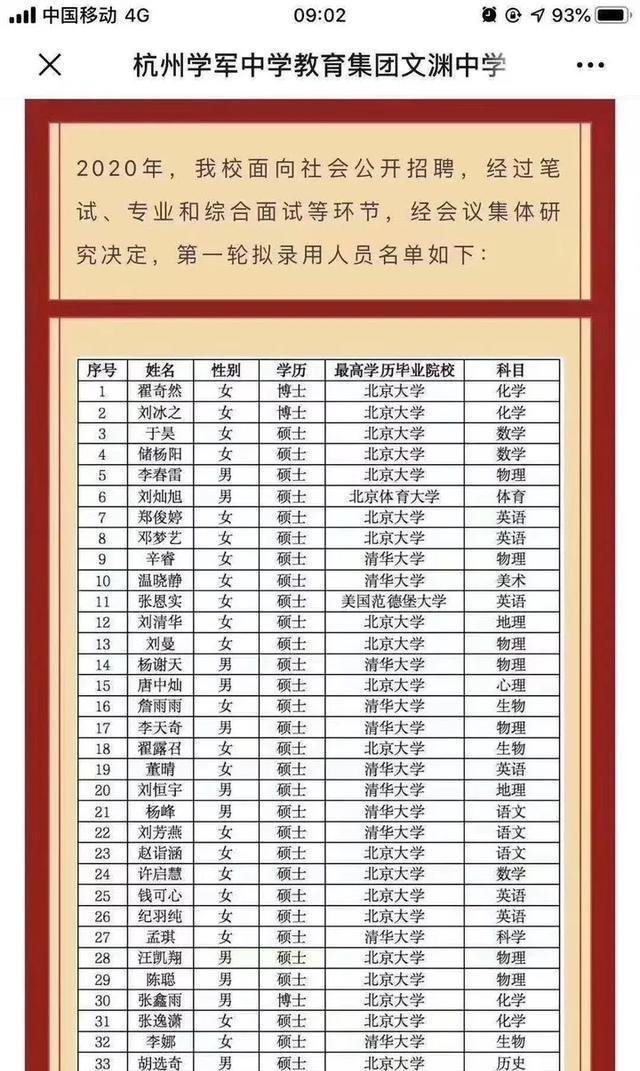 中国移动 4G 09:02 93%
杭州学军中学教育集团文渊中学
2020年，我校面向社会公开招聘，经过笔
试、专业和综合面试等环节，经会议集体研
究决定，第一轮拟录用人员名单如下：
序号 姓名 性别 学历 最高学历毕业院校 科目
1 翟奇然 女 博士 北京大学 化学
2 刘冰之 女 博士 北京大学 化学
3 于昊 女 硕士 北京大学 数学
4 储杨阳 女 硕士 北京大学 数学
5 李春雷 男 硕士 北京大学 物理
6 刘灿旭 男 硕士 北京体育大学 体育
7 郑俊婷 女 硕士 北京大学 英语
8 邓梦艺 女 硕士 北京大学 英语
9 辛睿 女 硕士 清华大学 物理
10 温晓静 女 硕士 清华大学 美术
11 张恩实 女 硕士 美国范德堡大学 英语
12 刘清华 女 硕士 北京大学 地理
13 刘曼 女 硕士 北京大学 物理
14 杨谢天 男 硕士 清华大学 物理
15 唐中灿 男 硕士 北京大学 心理
16 詹雨雨 女 硕士 清华大学 生物
17 李天奇 男 硕士 清华大学 物理
18 翟露召 女 硕士 北京大学 生物
19 董晴 女 硕士 清华大学 英语
20 刘恒宇 男 硕士 清华大学 地理
21 杨峰 男 硕士 清华大学 语文
22 刘芳燕 女 硕士 清华大学 语文
23 赵诣涵 女 硕士 北京大学 语文
24 许启慧 女 硕士 北京大学 数学
25 钱可心 女 硕士 北京大学 英语
26 纪羽纯 女 硕士 北京大学 英语
27 孟琪 女 硕士 清华大学 科学
28 汪凯翔 男 硕士 北京大学 物理
29 陈聪 男 硕士 北京大学 物理
30 张鑫雨 男 博士 北京大学 化学
31 张逸潇 女 硕士 北京大学 化学
32 李娜 女 硕士 清华大学 生物
33 胡选奇 男 硕士 北京大学 历史